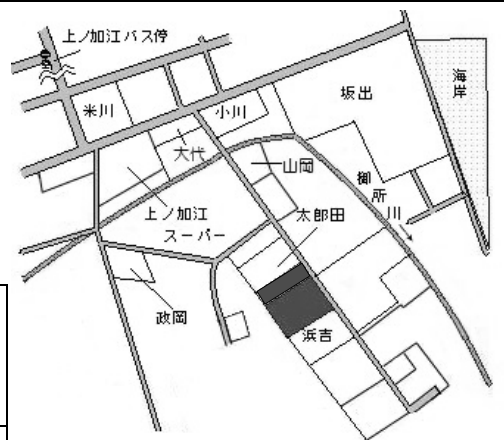 上ノ加江バス停
海岸
坂出
米川
小川
大代
山岡
御所川
太郎田
上ノ加江
スーパー
政岡
浜吉